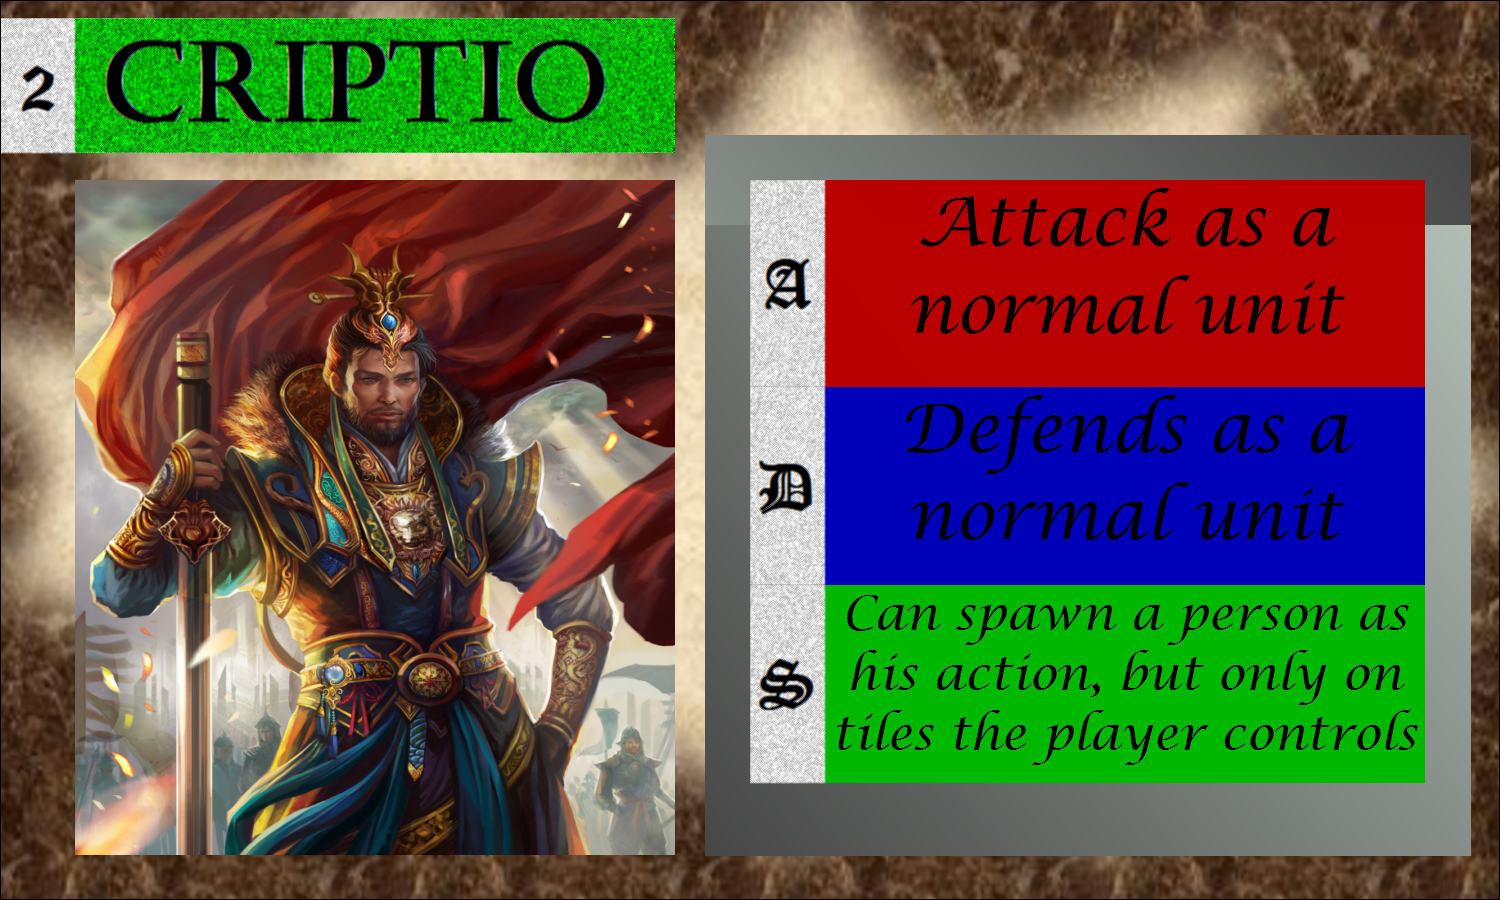 2 CRIPTIO
A
Attack as a
normal unit
D
Defends as a
normal unit
S
Can spawn a person as
his action, but only on
tiles the player controls